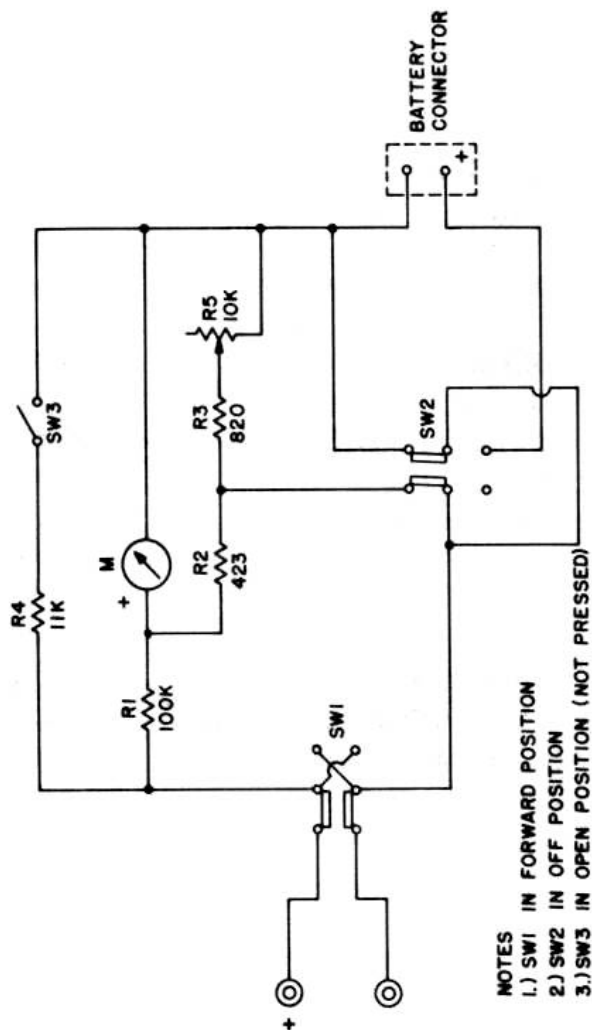 R4
11K
SW3
M
+
R1
100K
R2
423
R3
820
R5
10K
SW1
SW2
BATTERY
CONNECTOR
+
+
NOTES
1.) SW1 IN FORWARD POSITION
2.) SW2 IN OFF POSITION
3.) SW3 IN OPEN POSITION (NOT PRESSED)